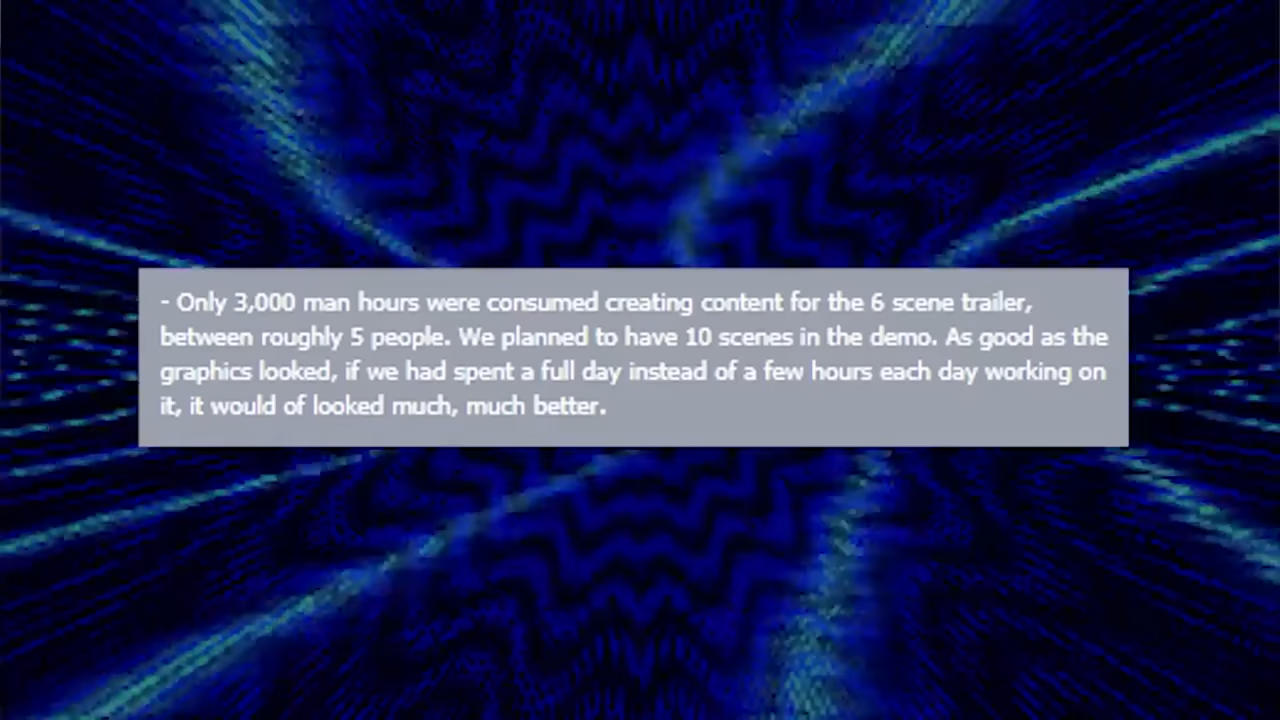 - Only 3,000 man hours were consumed creating content for the 6 scene trailer,
between roughly 5 people. We planned to have 10 scenes in the demo. As good as the
graphics looked, if we had spent a full day instead of a few hours each day working on
it, it would of looked much, much better.